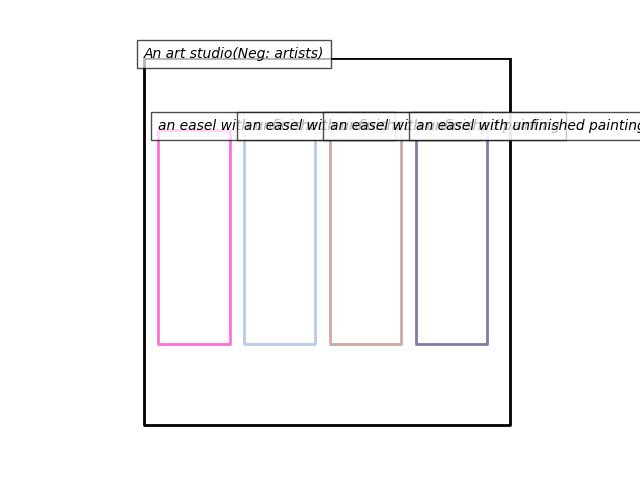 An art studio(Neg: artists)
an easel wi an easel wi an easel wi an easel with unfinished painting